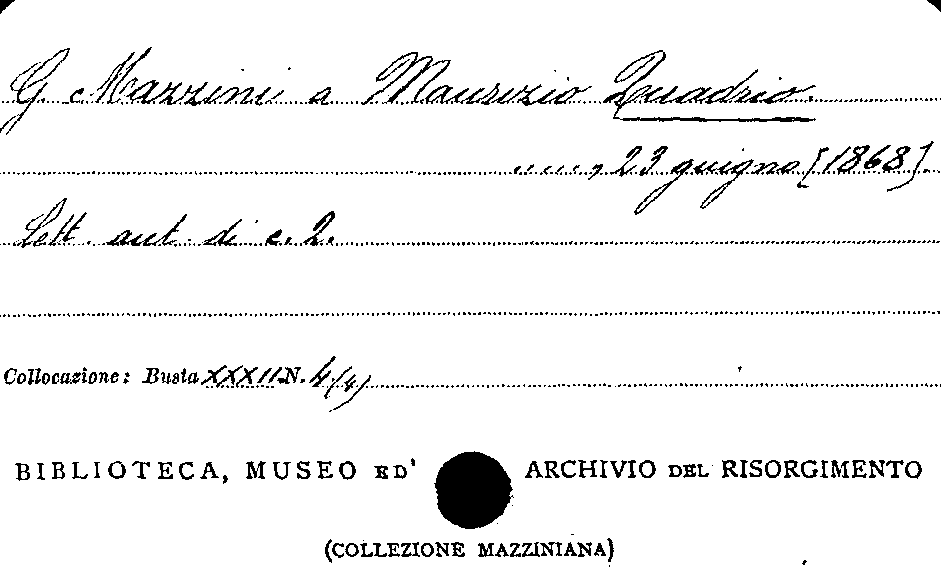 G. Mazzini a Maurizio Quadrio.
....., 23 giugno [1868].
Lett. aut. di c. 2.
Collocazione: Busta XXXII N. 4(4)
BIBLIOTECA, MUSEO ED ARCHIVIO DEL RISORGIMENTO
(COLLEZIONE MAZZINIANA)